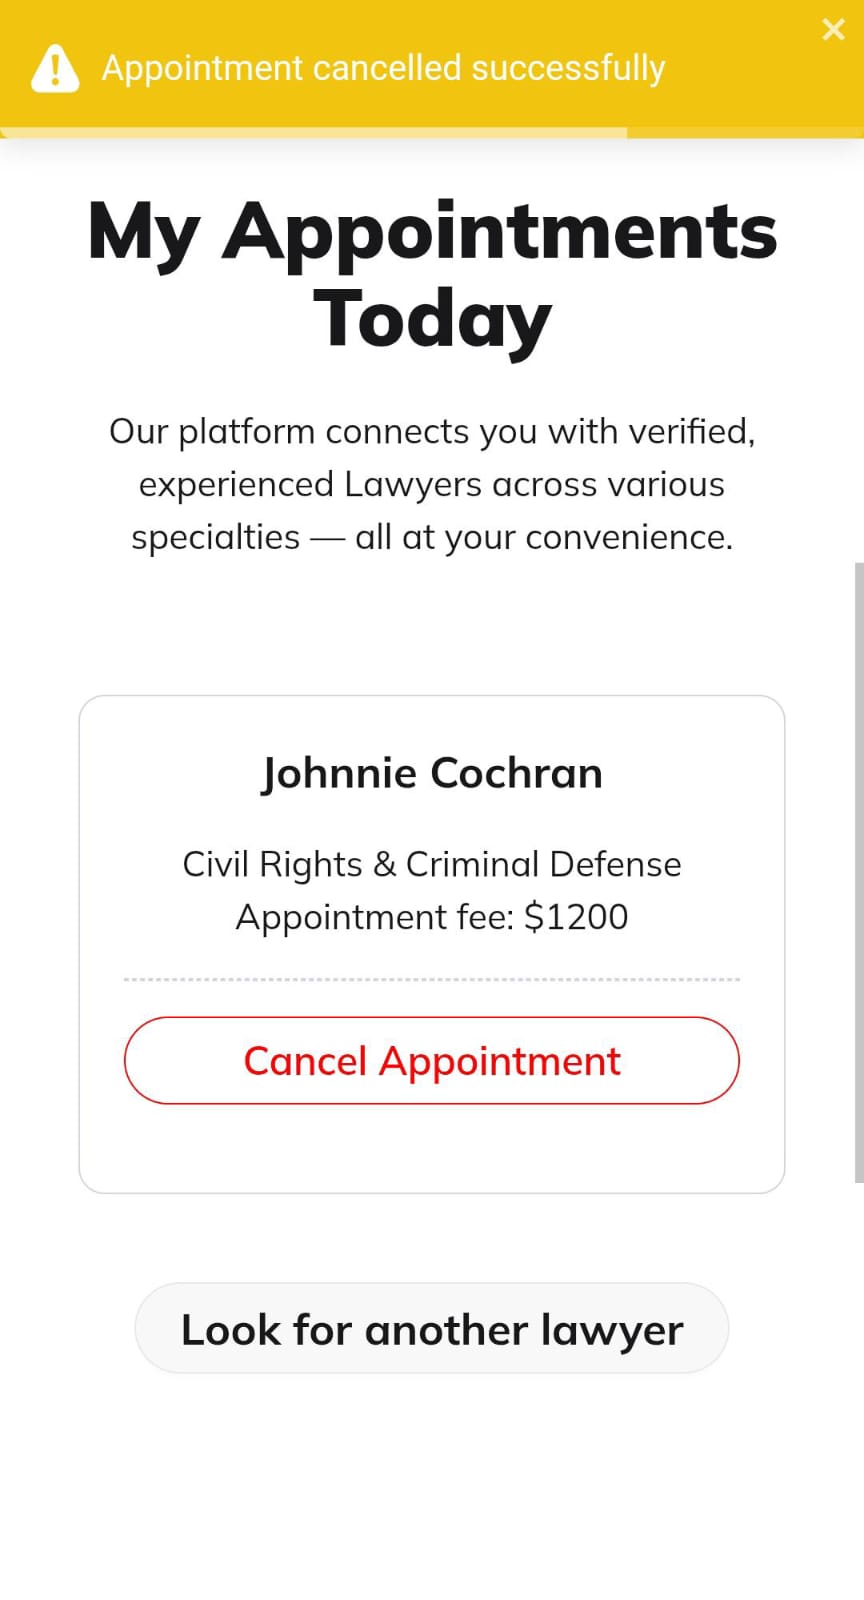 Appointment cancelled successfully
My Appointments
Today
Our platform connects you with verified,
experienced Lawyers across various
specialties — all at your convenience.
Johnnie Cochran
Civil Rights & Criminal Defense
Appointment fee: $1200
Cancel Appointment
Look for another lawyer